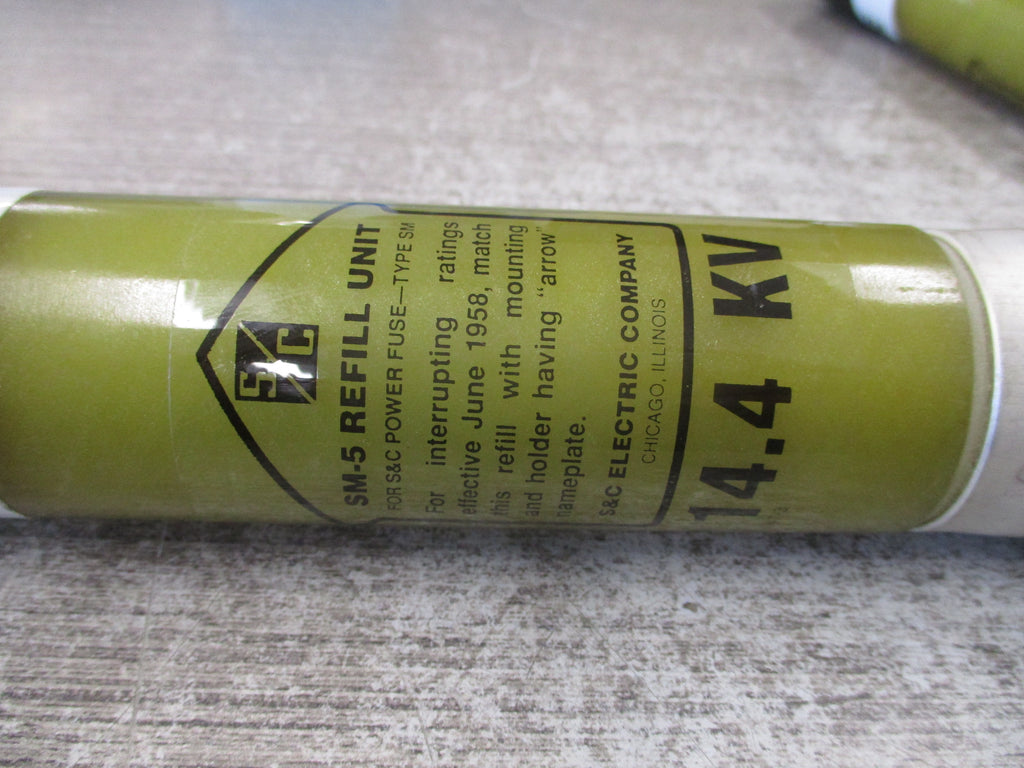 S&C
SM-5 REFILL UNIT
FOR S&C POWER FUSE—TYPE SM
For interrupting ratings
effective June 1958, match
this refill with mounting
and holder having "arrow"
nameplate.
S&C ELECTRIC COMPANY
CHICAGO, ILLINOIS
14.4 KV